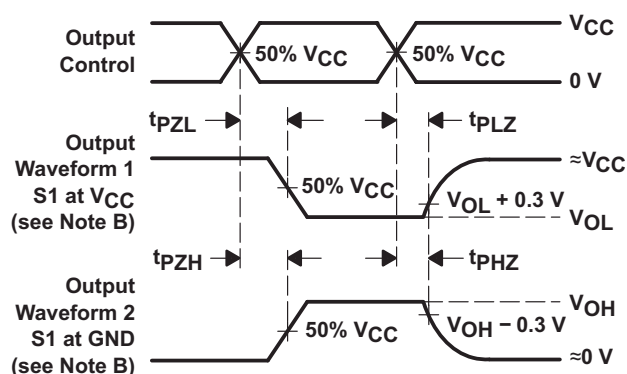 Output
Control
50% VCC
50% VCC
VCC
0 V
tPZL
tPLZ
Output
Waveform 1
S1 at VCC
(see Note B)
50% VCC
≈VCC
VOL + 0.3 V
VOL
tPZH
tPHZ
Output
Waveform 2
S1 at GND
(see Note B)
50% VCC
VOH
VOH − 0.3 V
≈0 V